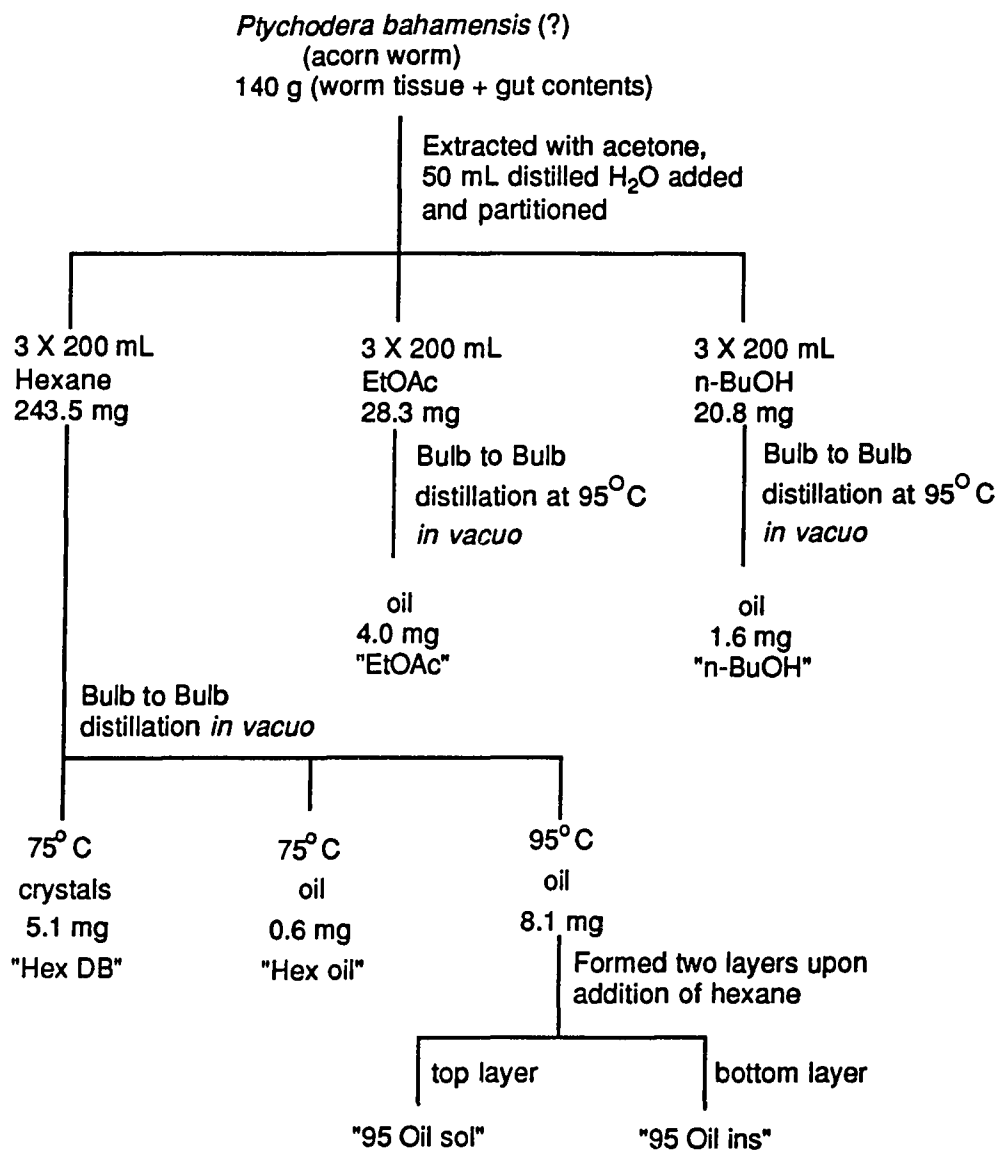 Ptychodera bahamensis (?)
(acorn worm)
140 g (worm tissue + gut contents)
Extracted with acetone,
50 mL distilled H₂O added
and partitioned
3 X 200 mL
Hexane
243.5 mg
3 X 200 mL
EtOAc
28.3 mg
3 X 200 mL
n-BuOH
20.8 mg
Bulb to Bulb
distillation at 95°C
in vacuo
Bulb to Bulb
distillation at 95°C
in vacuo
oil
4.0 mg
"EtOAc"
oil
1.6 mg
"n-BuOH"
Bulb to Bulb
distillation in vacuo
75°C
crystals
5.1 mg
"Hex DB"
75°C
oil
0.6 mg
"Hex oil"
95°C
oil
8.1 mg
Formed two layers upon
addition of hexane
top layer
bottom layer
"95 Oil sol"
"95 Oil ins"